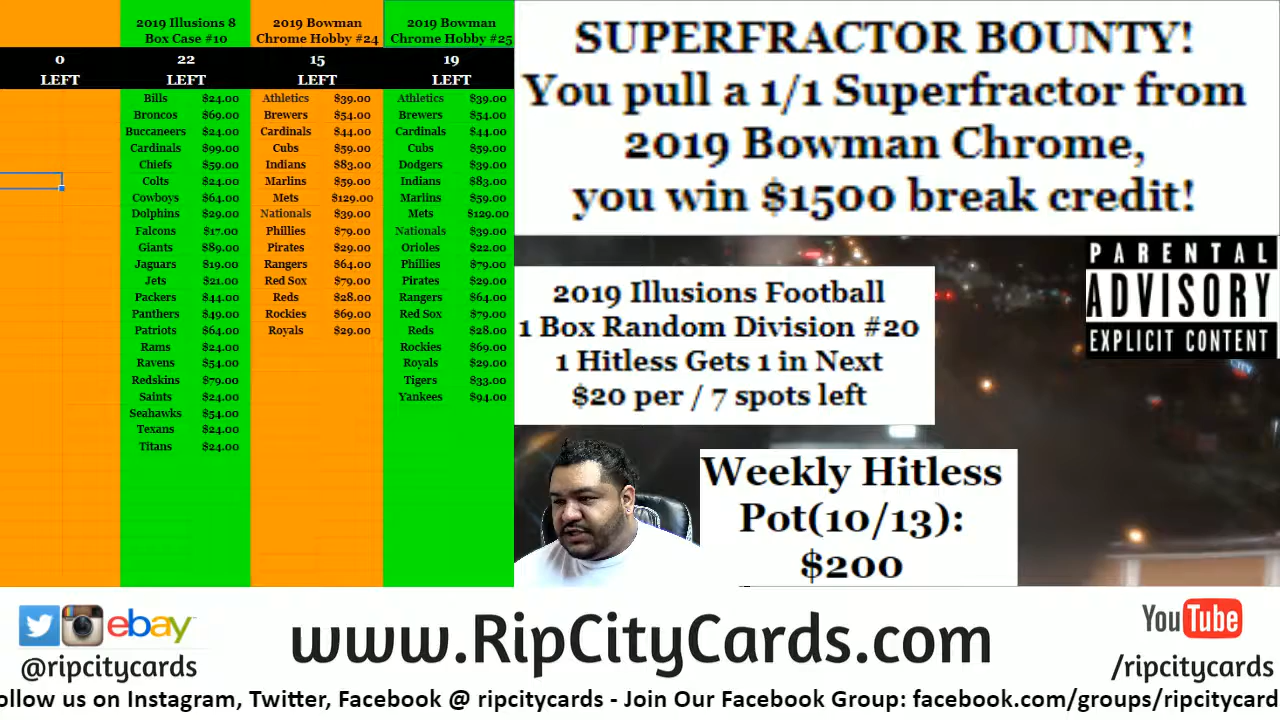 0
LEFT
2019 Illusions 8
Box Case #10
22
LEFT
Bills $24.00
Broncos $69.00
Buccaneers $24.00
Cardinals $99.00
Chiefs $59.00
Colts $24.00
Cowboys $64.00
Dolphins $29.00
Falcons $17.00
Giants $89.00
Jaguars $19.00
Jets $21.00
Packers $44.00
Panthers $49.00
Patriots $64.00
Rams $24.00
Ravens $54.00
Redskins $79.00
Saints $24.00
Seahawks $54.00
Texans $24.00
Titans $24.00
2019 Bowman
Chrome Hobby #24
15
LEFT
Athletics $39.00
Brewers $54.00
Cardinals $44.00
Cubs $59.00
Indians $83.00
Marlins $59.00
Mets $129.00
Nationals $39.00
Phillies $79.00
Pirates $29.00
Rangers $64.00
Red Sox $79.00
Reds $28.00
Rockies $69.00
Royals $29.00
2019 Bowman
Chrome Hobby #25
19
LEFT
Athletics $39.00
Brewers $54.00
Cardinals $44.00
Cubs $59.00
Dodgers $39.00
Indians $83.00
Marlins $59.00
Mets $129.00
Nationals $39.00
Orioles $22.00
Phillies $79.00
Pirates $29.00
Rangers $64.00
Red Sox $79.00
Reds $28.00
Rockies $69.00
Royals $29.00
Tigers $33.00
Yankees $94.00
SUPERFRACTOR BOUNTY!
You pull a 1/1 Superfractor from
2019 Bowman Chrome,
you win $1500 break credit!
PARENTAL
ADVISORY
EXPLICIT CONTENT
2019 Illusions Football
1 Box Random Division #20
1 Hitless Gets 1 in Next
$20 per / 7 spots left
Weekly Hitless
Pot(10/13):
$200
ebay
@ripcitycards
www.RipCityCards.com
YouTube
/ripcitycards
ollow us on Instagram, Twitter, Facebook @ ripcitycards - Join Our Facebook Group: facebook.com/groups/ripcitycard